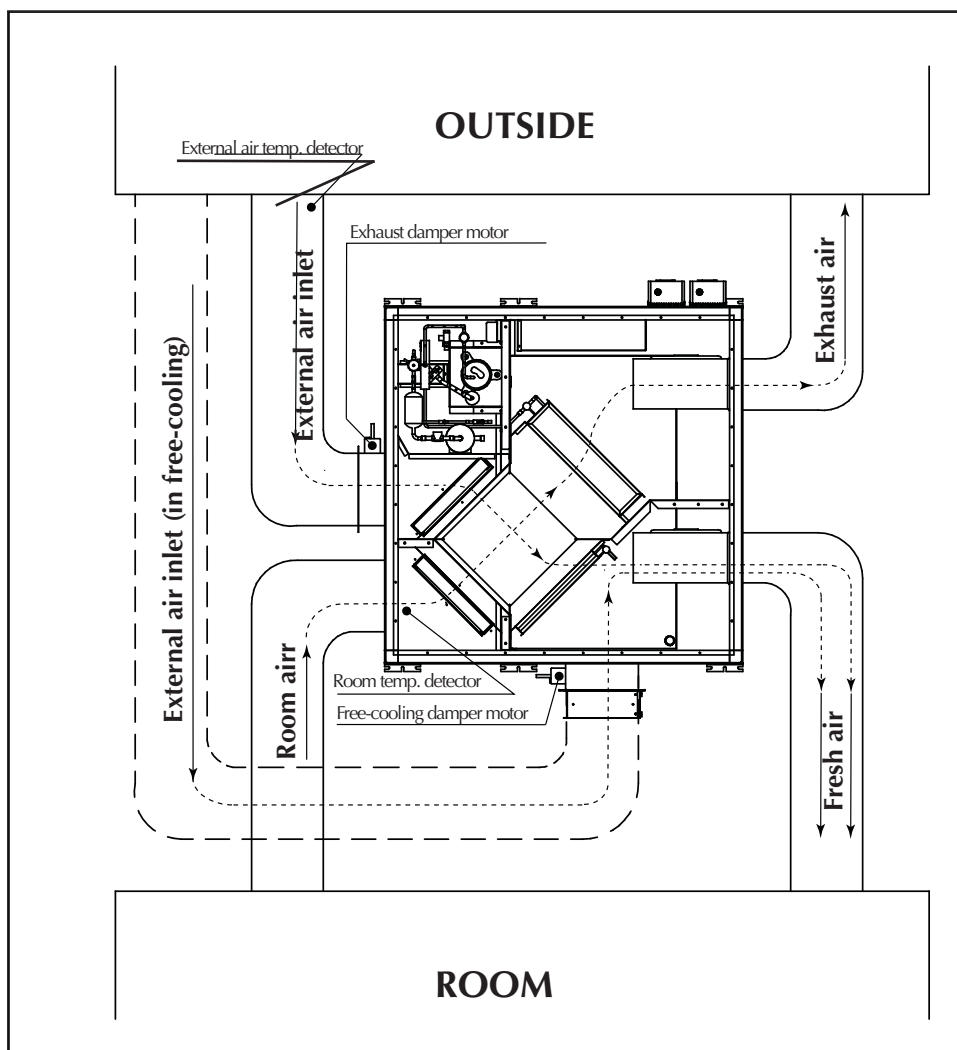 OUTSIDE
External air temp. detector
Exhaust damper motor
External air inlet
Exhaust air
External air inlet (in free-cooling)
Room airr
Room temp. detector
Free-cooling damper motor
Fresh air
ROOM